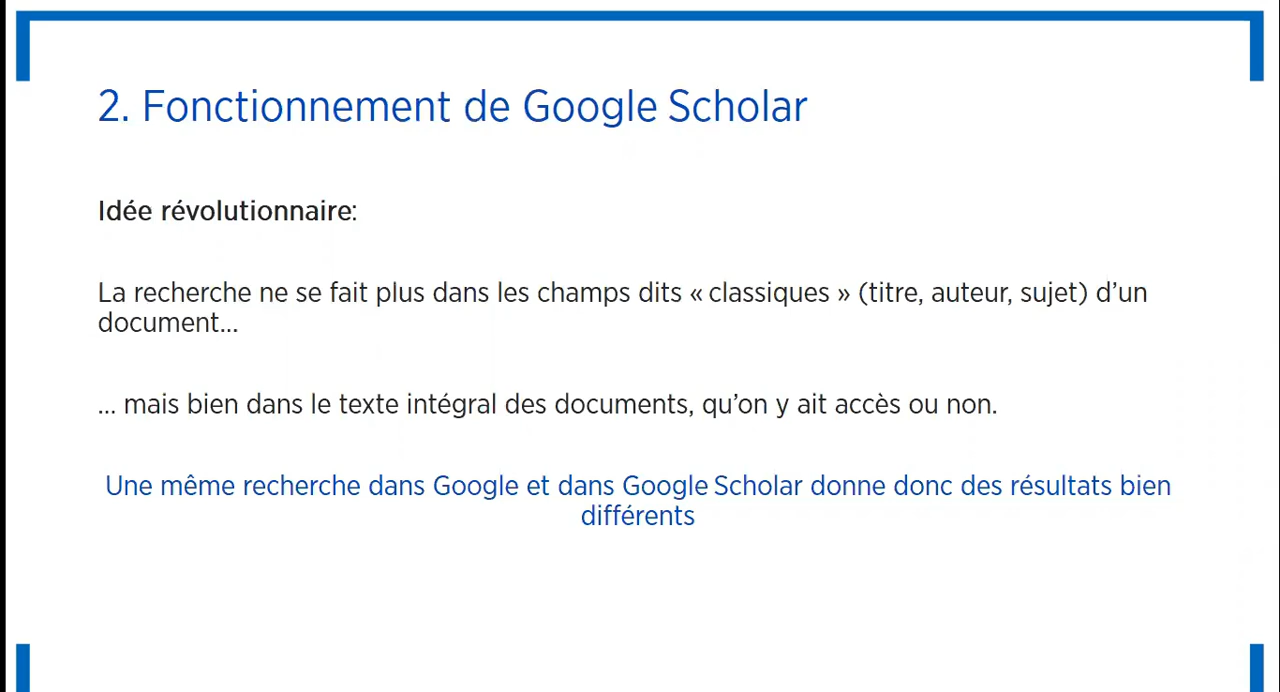 2. Fonctionnement de Google Scholar
Idée révolutionnaire:
La recherche ne se fait plus dans les champs dits « classiques » (titre, auteur, sujet) d’un
document...
... mais bien dans le texte intégral des documents, qu’on y ait accès ou non.
Une même recherche dans Google et dans Google Scholar donne donc des résultats bien
différents